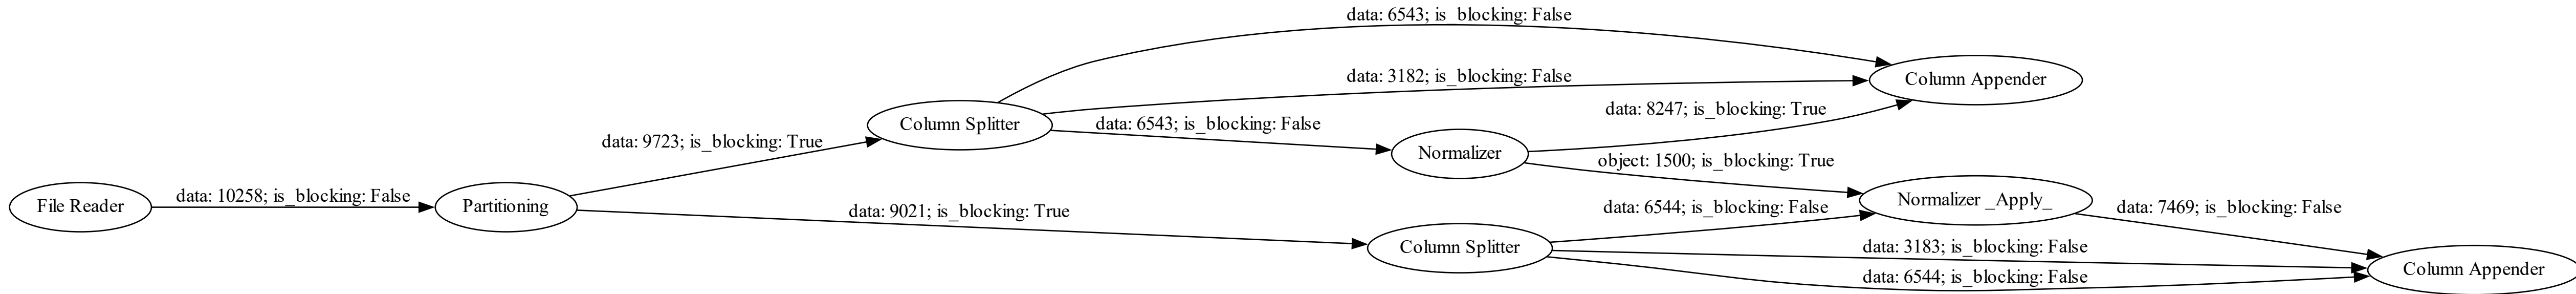 data: 6543; is_blocking: False
data: 3182; is_blocking: False
Column Appender
data: 8247; is_blocking: True
Column Splitter
data: 6543; is_blocking: False
data: 9723; is_blocking: True
Normalizer
object: 1500; is_blocking: True
File Reader
data: 10258; is_blocking: False
Partitioning
data: 9021; is_blocking: True
data: 6544; is_blocking: False
Normalizer _Apply_
data: 7469; is_blocking: False
Column Splitter
data: 3183; is_blocking: False
data: 6544; is_blocking: False
Column Appender